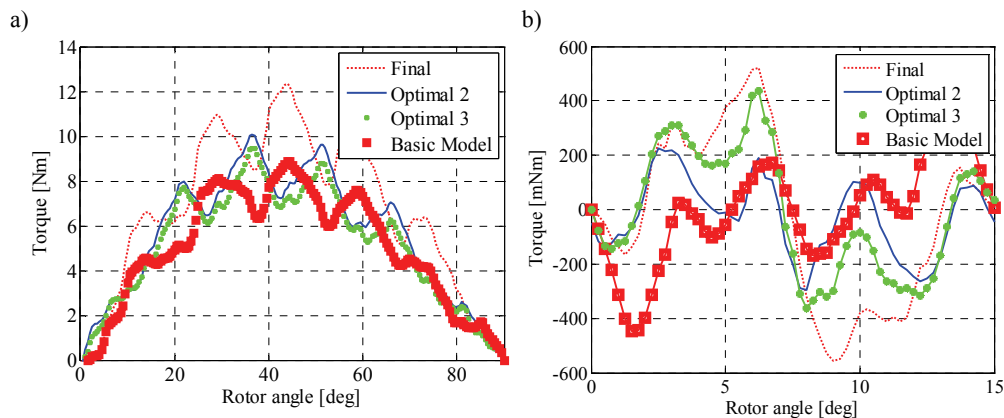 a)
14
12
10
8
6
4
2
0
0
20
40
60
80
Torque [Nm]
Rotor angle [deg]
Final
Optimal 2
Optimal 3
Basic Model
b)
600
400
200
0
-200
-400
-600
0
5
10
15
Torque [mNm]
Rotor angle [deg]
Final
Optimal 2
Optimal 3
Basic Model